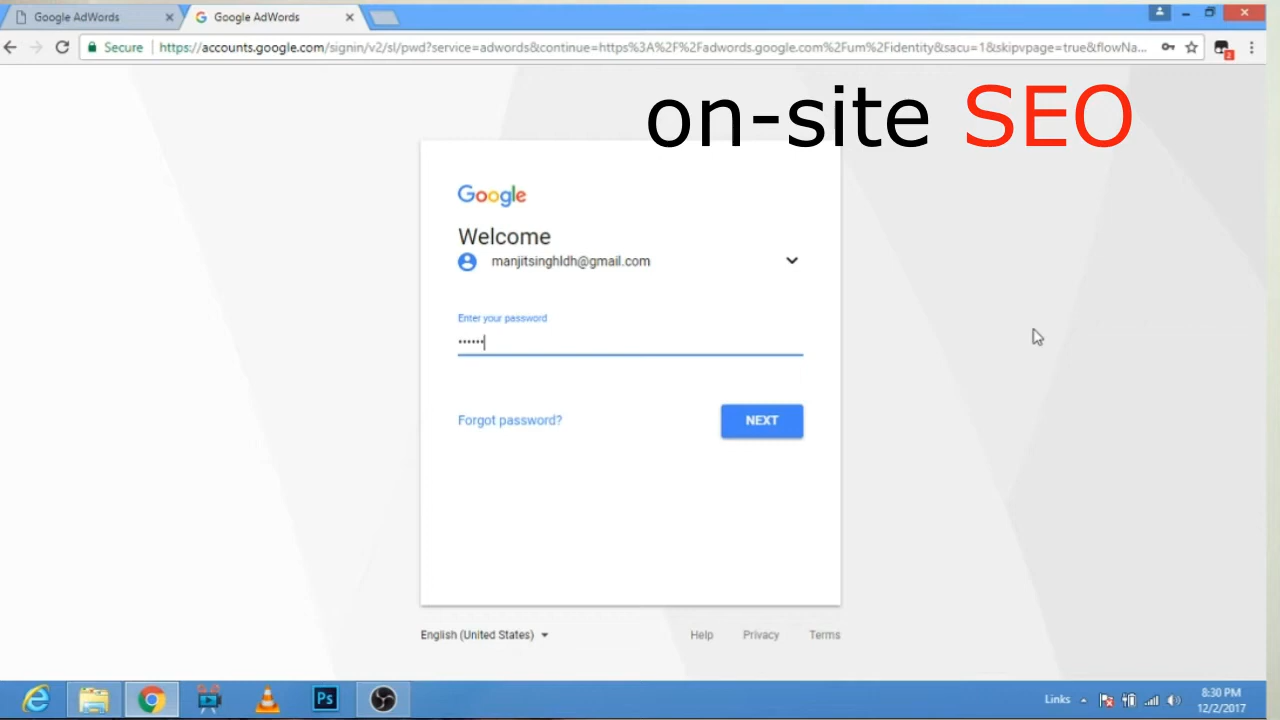 Google AdWords
Google AdWords
Secure | https://accounts.google.com/signin/v2/sl/pwd?service=adwords&continue=https%3A%2F%2Fadwords.google.com%2Fum%2Fidentity&sacu=1&skipvpage=true&flowNa...
2
on-site SEO
Google
Welcome
manjitsinghldh@gmail.com
Enter your password
••••••
Forgot password?
NEXT
English (United States)
Help Privacy Terms
Ps
Links
8:30 PM
12/2/2017